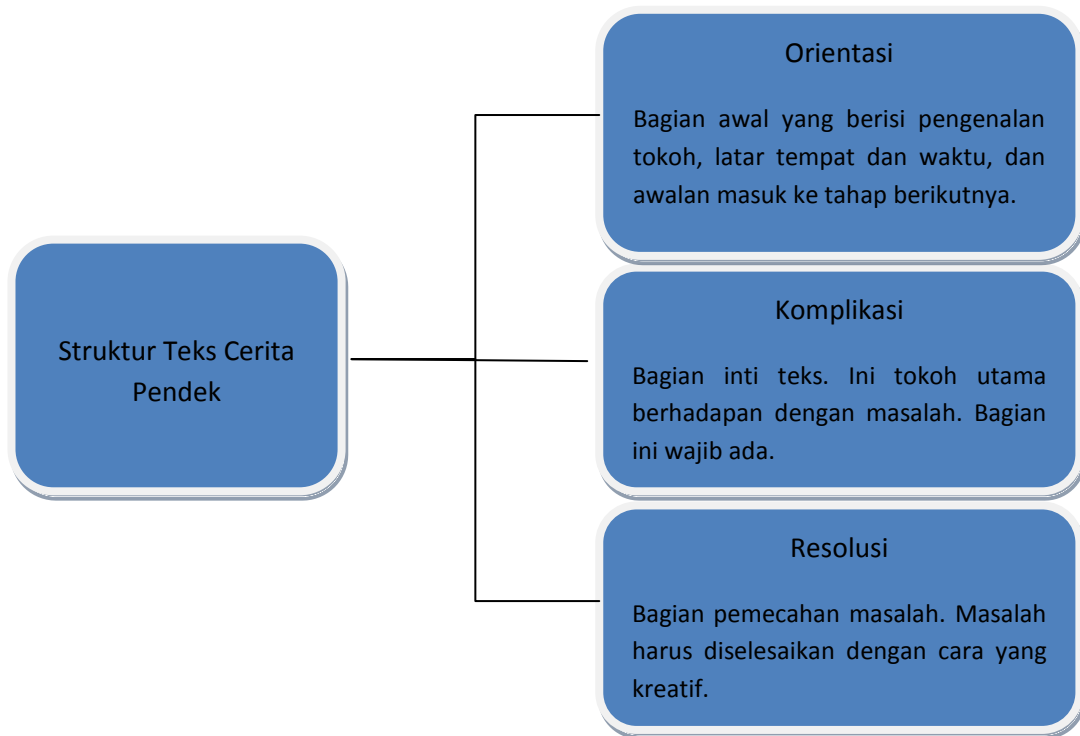 Struktur Teks Cerita
Pendek
Orientasi
Bagian awal yang berisi pengenalan
tokoh, latar tempat dan waktu, dan
awalan masuk ke tahap berikutnya.
Komplikasi
Bagian inti teks. Ini tokoh utama
berhadapan dengan masalah. Bagian
ini wajib ada.
Resolusi
Bagian pemecahan masalah. Masalah
harus diselesaikan dengan cara yang
kreatif.